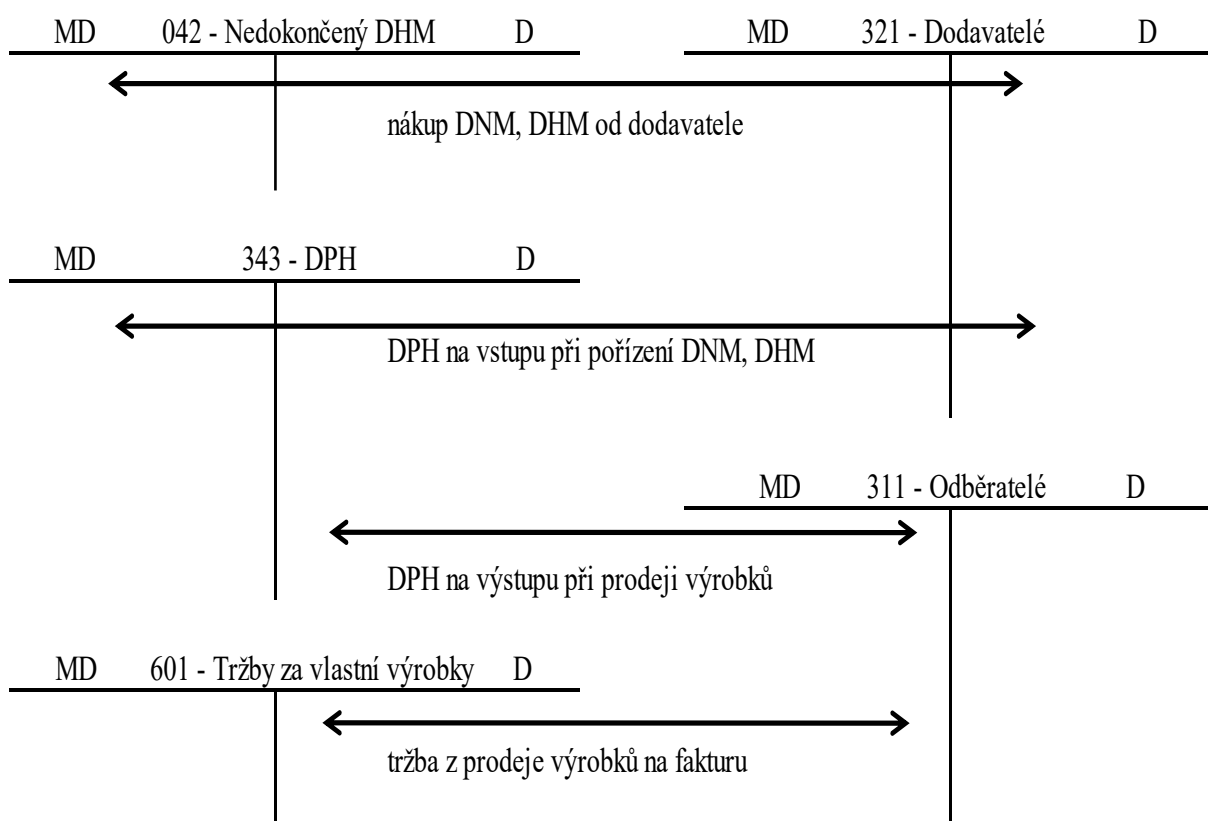 MD 042 - Nedokončený DHM D MD 321 - Dodavatelé D
nákup DNM, DHM od dodavatele
MD 343 - DPH D
DPH na vstupu při pořízení DNM, DHM
MD 311 - Odběratelé D
DPH na výstupu při prodeji výrobků
MD 601 - Tržby za vlastní výrobky D
tržba z prodeje výrobků na fakturu